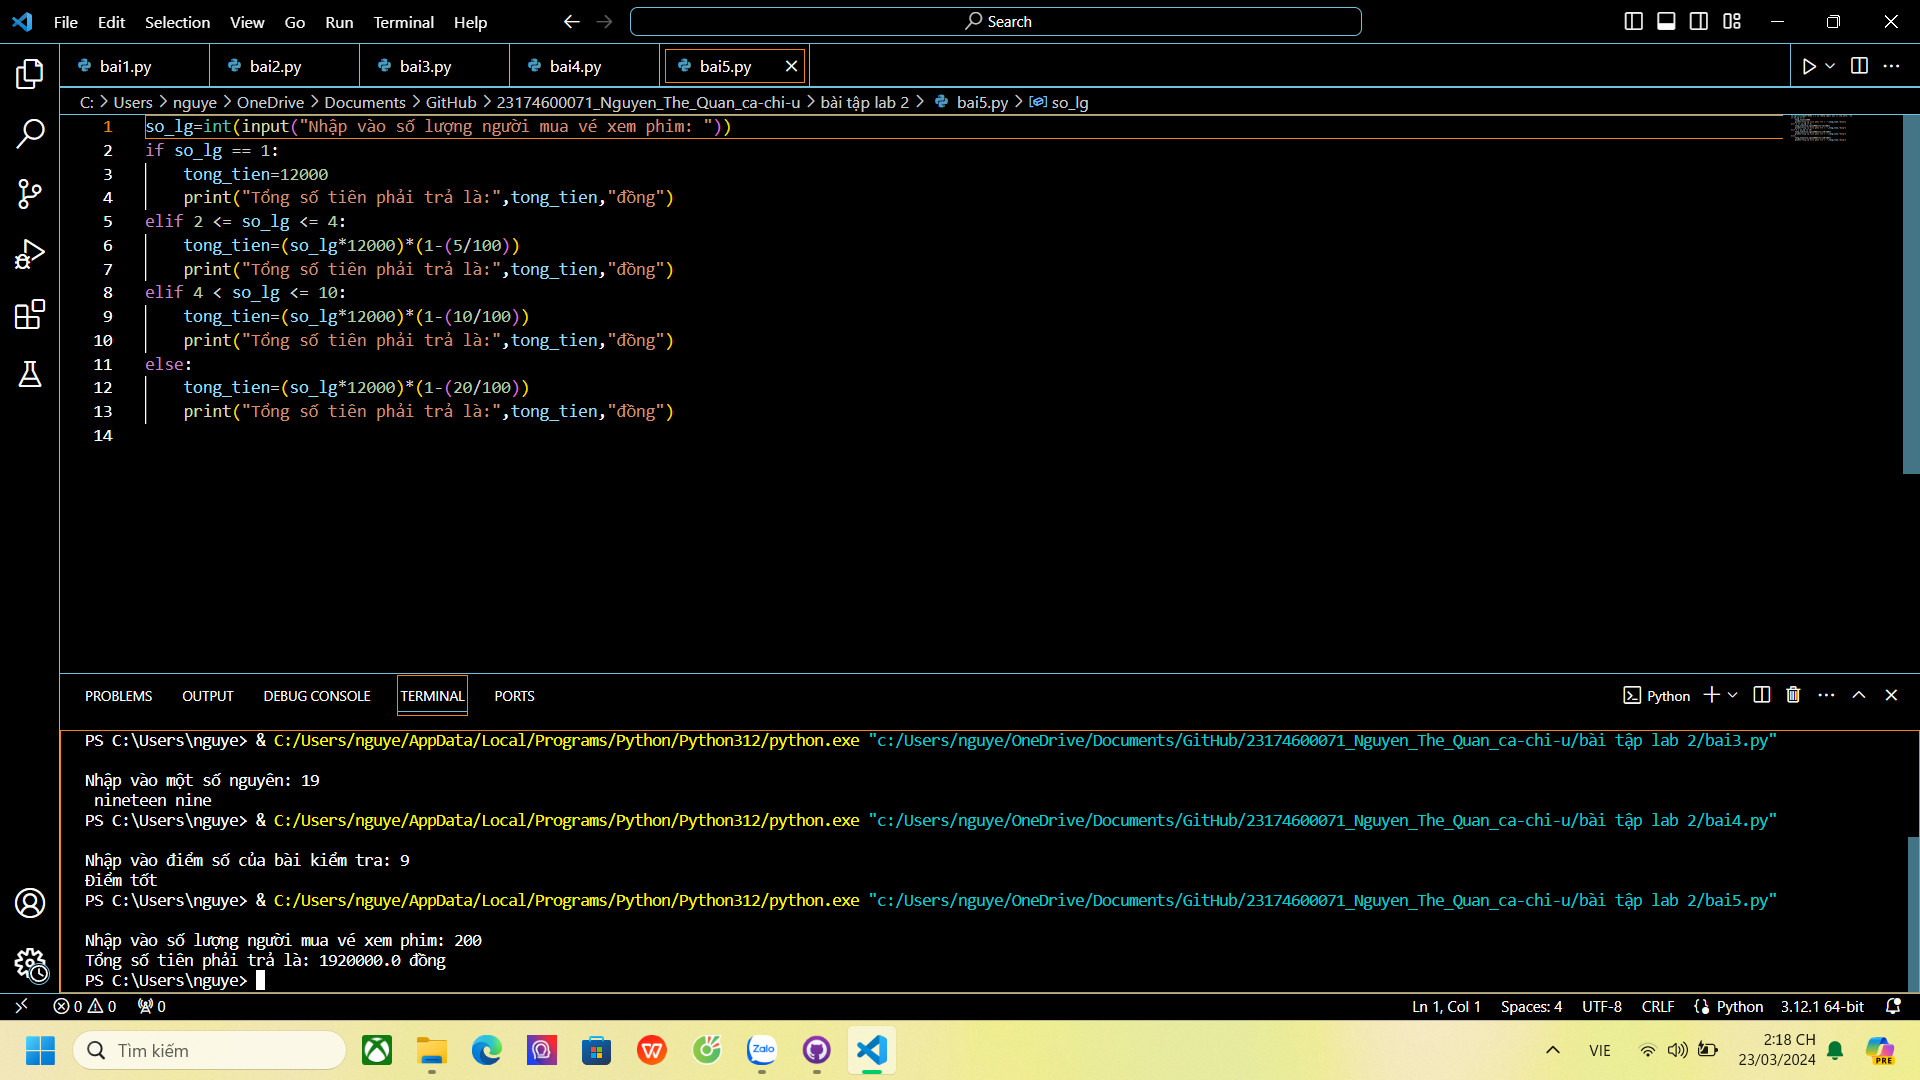 File Edit Selection View Go Run Terminal Help
Search
bai1.py bai2.py bai3.py bai4.py bai5.py
C: > Users > nguye > OneDrive > Documents > GitHub > 23174600071_Nguyen_The_Quan_ca-chi-u > bài tập lab 2 > bai5.py > so_lg
1 so_lg=int(input("Nhập vào số lượng người mua vé xem phim: "))
2 if so_lg == 1:
3     tong_tien=12000
4     print("Tổng số tiên phải trả là:",tong_tien,"đồng")
5 elif 2 <= so_lg <= 4:
6     tong_tien=(so_lg*12000)*(1-(5/100))
7     print("Tổng số tiên phải trả là:",tong_tien,"đồng")
8 elif 4 < so_lg <= 10:
9     tong_tien=(so_lg*12000)*(1-(10/100))
10     print("Tổng số tiên phải trả là:",tong_tien,"đồng")
11 else:
12     tong_tien=(so_lg*12000)*(1-(20/100))
13     print("Tổng số tiên phải trả là:",tong_tien,"đồng")
14
PROBLEMS OUTPUT DEBUG CONSOLE TERMINAL PORTS
Python
PS C:\Users\nguye> & C:/Users/nguye/AppData/Local/Programs/Python/Python312/python.exe "c:/Users/nguye/OneDrive/Documents/GitHub/23174600071_Nguyen_The_Quan_ca-chi-u/bài tập lab 2/bai3.py"
Nhập vào một số nguyên: 19
nineteen nine
PS C:\Users\nguye> & C:/Users/nguye/AppData/Local/Programs/Python/Python312/python.exe "c:/Users/nguye/OneDrive/Documents/GitHub/23174600071_Nguyen_The_Quan_ca-chi-u/bài tập lab 2/bai4.py"
Nhập vào điểm số của bài kiểm tra: 9
Điểm tốt
PS C:\Users\nguye> & C:/Users/nguye/AppData/Local/Programs/Python/Python312/python.exe "c:/Users/nguye/OneDrive/Documents/GitHub/23174600071_Nguyen_The_Quan_ca-chi-u/bài tập lab 2/bai5.py"
Nhập vào số lượng người mua vé xem phim: 200
Tổng số tiên phải trả là: 1920000.0 đồng
PS C:\Users\nguye>
0 0 0 Ln 1, Col 1 Spaces: 4 UTF-8 CRLF Python 3.12.1 64-bit
Tìm kiếm
Zalo
VIE
2:18 CH
23/03/2024
PRE